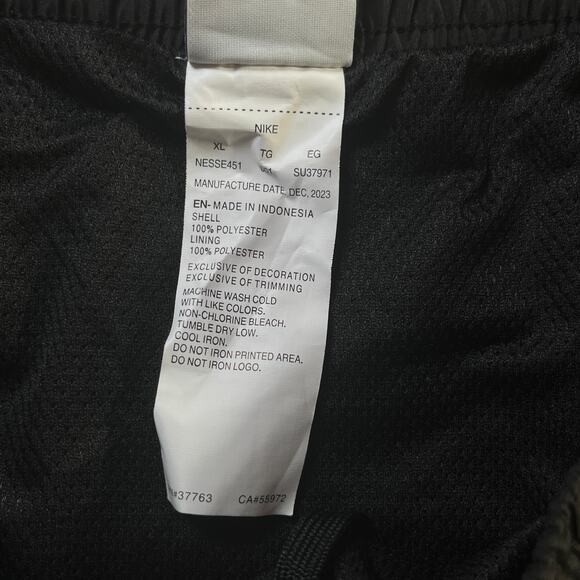 NIKE
XL TG EG
NESSE451 001 SU37971
MANUFACTURE DATE, DEC. 2023
EN- MADE IN INDONESIA
SHELL
100% POLYESTER
LINING
100% POLYESTER
EXCLUSIVE OF DECORATION
EXCLUSIVE OF TRIMMING
MACHINE WASH COLD
WITH LIKE COLORS.
NON-CHLORINE BLEACH.
TUMBLE DRY LOW.
COOL IRON.
DO NOT IRON PRINTED AREA.
DO NOT IRON LOGO.
#37763 CA#55972